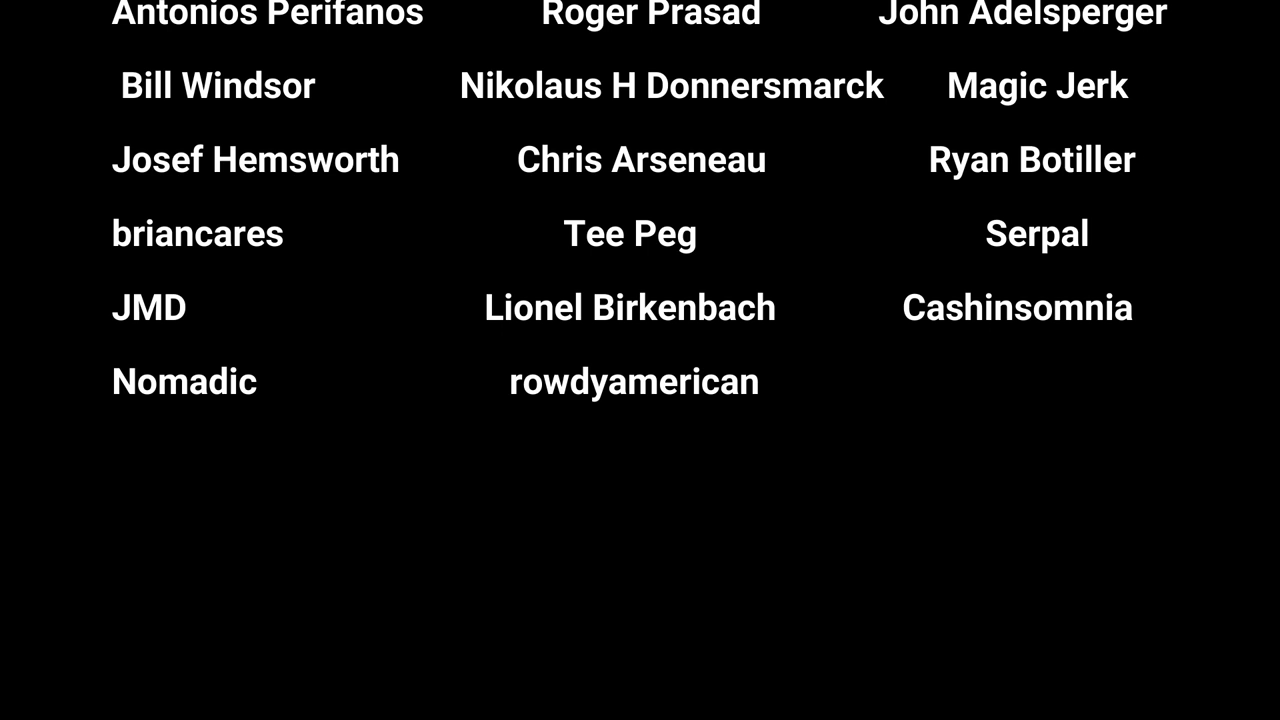 Antonios Perifanos Roger Prasad John Adelsperger
Bill Windsor Nikolaus H Donnersmarck Magic Jerk
Josef Hemsworth Chris Arseneau Ryan Botiller
briancares Tee Peg Serpal
JMD Lionel Birkenbach Cashinsomnia
Nomadic rowdyamerican